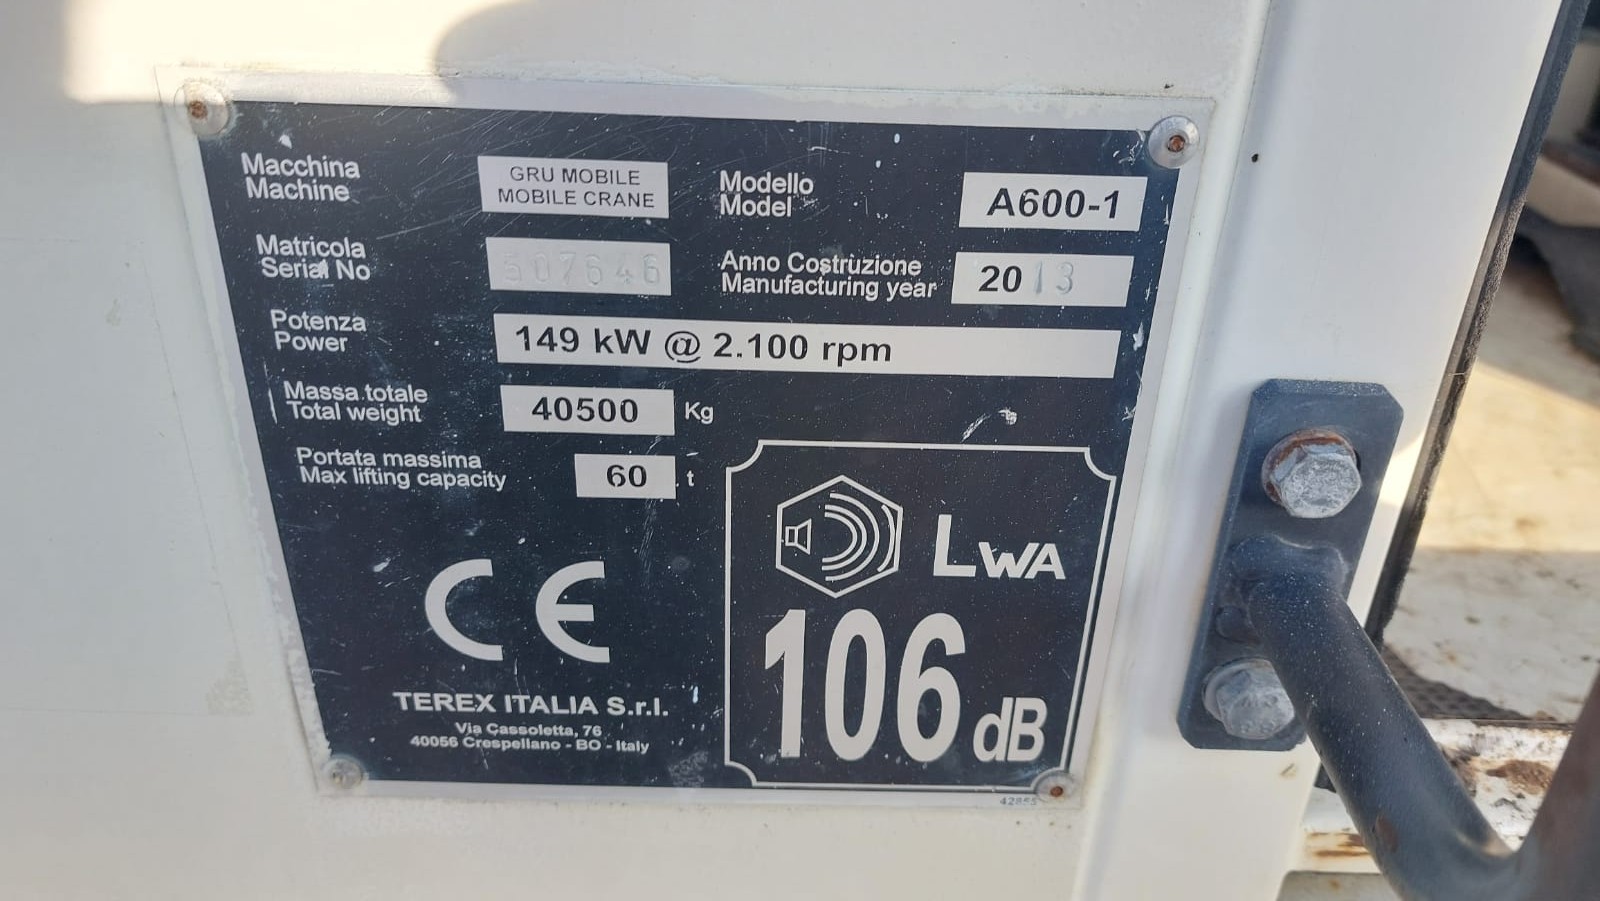 Macchina
Machine
GRU MOBILE
MOBILE CRANE
Modello
Model
A600-1
Matricola
Serial No
507646
Anno Costruzione
Manufacturing year
2013
Potenza
Power
149 kW @ 2.100 rpm
Massa totale
Total weight
40500
Kg
Portata massima
Max lifting capacity
60
t
CE
LWA
106 dB
TEREX ITALIA S.r.l.
Via Cassoletta, 76
40056 Crespellano - BO - Italy
42855